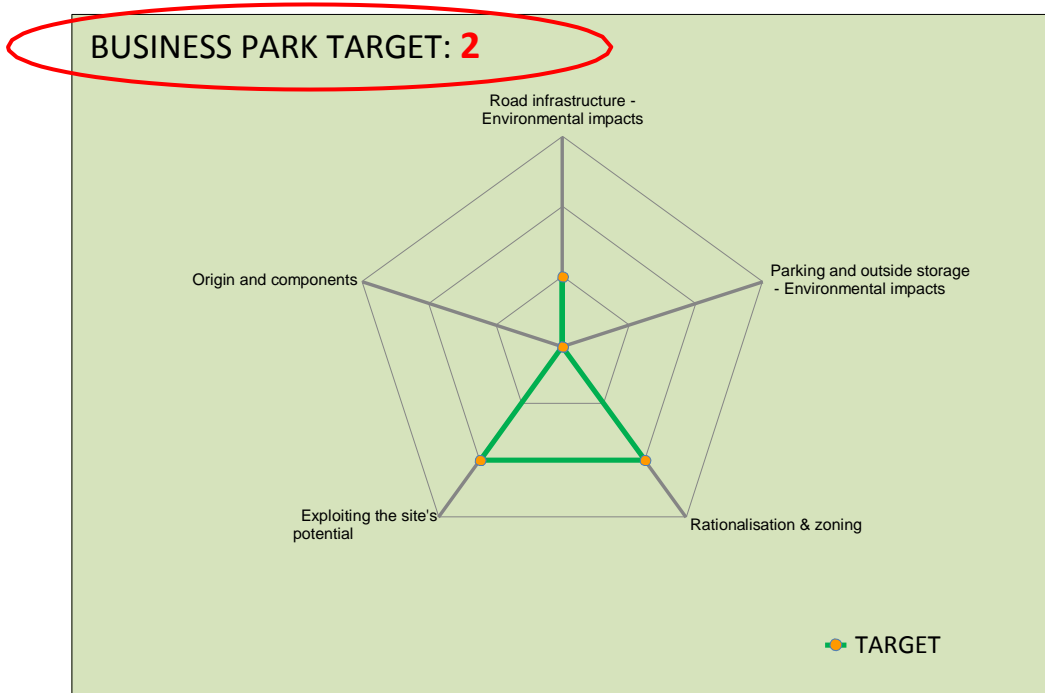 BUSINESS PARK TARGET: 2
Road infrastructure -
Environmental impacts
Origin and components
Parking and outside storage
- Environmental impacts
Exploiting the site's
potential
Rationalisation & zoning
TARGET